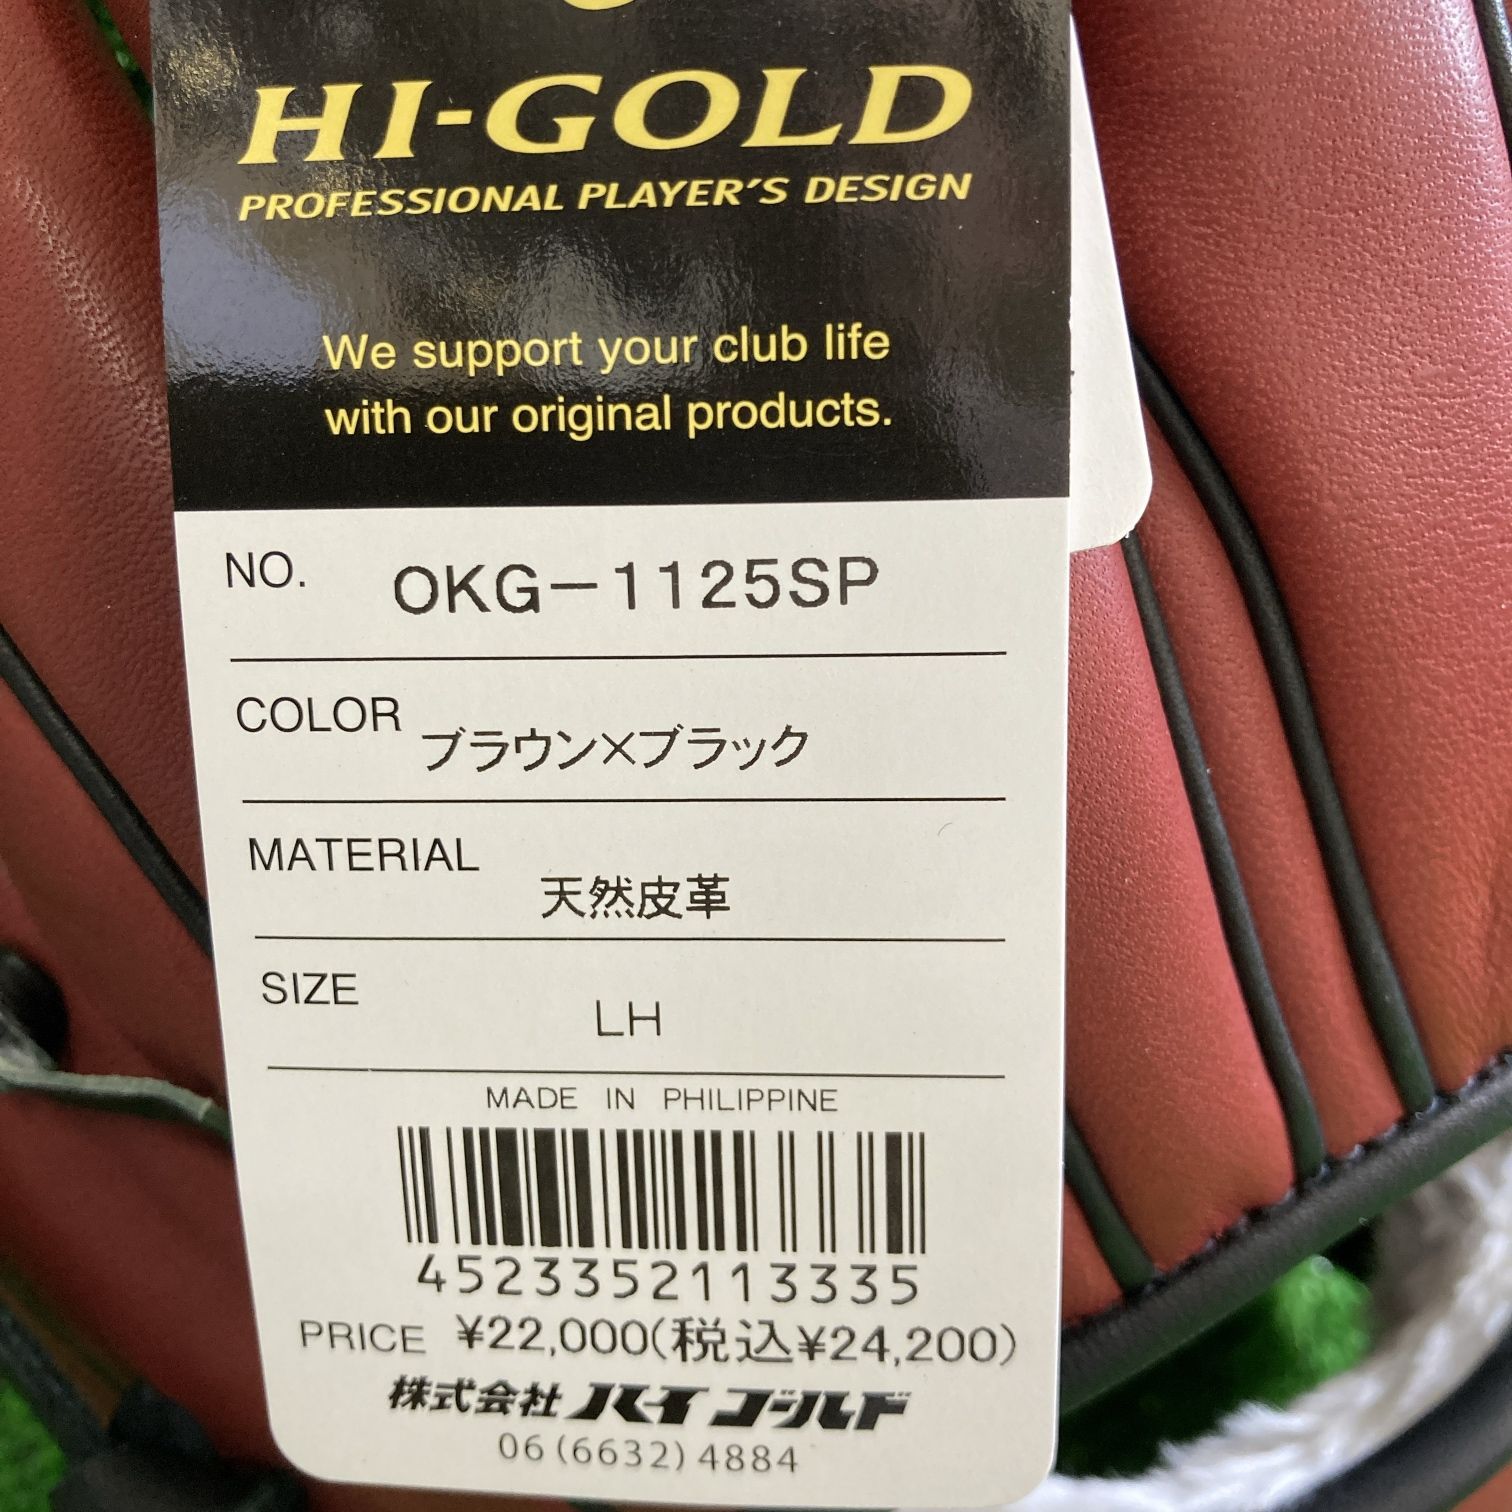 HI-GOLD
PROFESSIONAL PLAYER'S DESIGN
We support your club life
with our original products.
NO. OKG-1125SP
COLOR ブラウン×ブラック
MATERIAL 天然皮革
SIZE LH
MADE IN PHILIPPINE
4523352113335
PRICE ¥22,000(税込¥24,200)
株式会社ハイゴールド
06(6632)4884